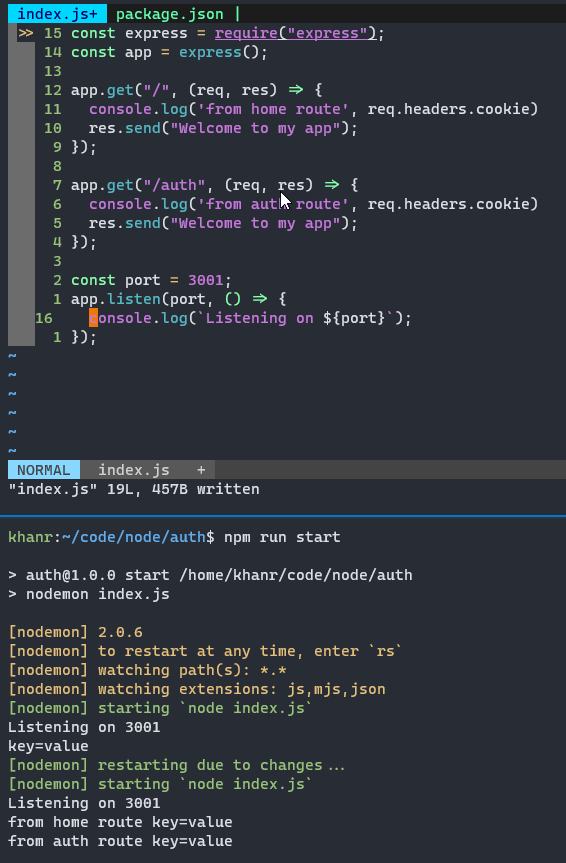 index.js+ package.json |
>> 15 const express = require("express");
14 const app = express();
13
12 app.get("/", (req, res) => {
11 console.log('from home route', req.headers.cookie)
10 res.send("Welcome to my app");
9 });
8
7 app.get("/auth", (req, res) => {
6 console.log('from auth route', req.headers.cookie)
5 res.send("Welcome to my app");
4 });
3
2 const port = 3001;
1 app.listen(port, () => {
16 console.log(`Listening on ${port}`);
1 });
~
~
~
~
~
~
NORMAL index.js +
"index.js" 19L, 457B written
khanr:~/code/node/auth$ npm run start
> auth@1.0.0 start /home/khanr/code/node/auth
> nodemon index.js
[nodemon] 2.0.6
[nodemon] to restart at any time, enter `rs`
[nodemon] watching path(s): *.*
[nodemon] watching extensions: js,mjs,json
[nodemon] starting `node index.js`
Listening on 3001
key=value
[nodemon] restarting due to changes...
[nodemon] starting `node index.js`
Listening on 3001
from home route key=value
from auth route key=value